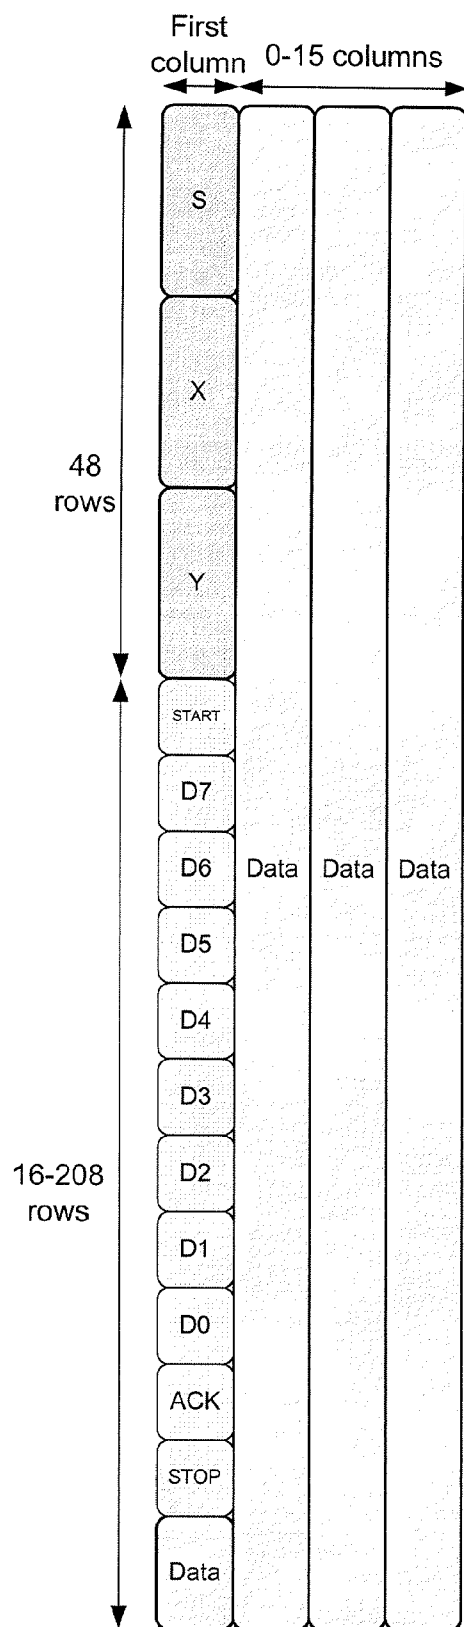 First
column
0-15 columns
S
X
48
rows
Y
START
D7
D6
Data
Data
Data
D5
D4
D3
D2
16-208
rows
D1
D0
ACK
STOP
Data